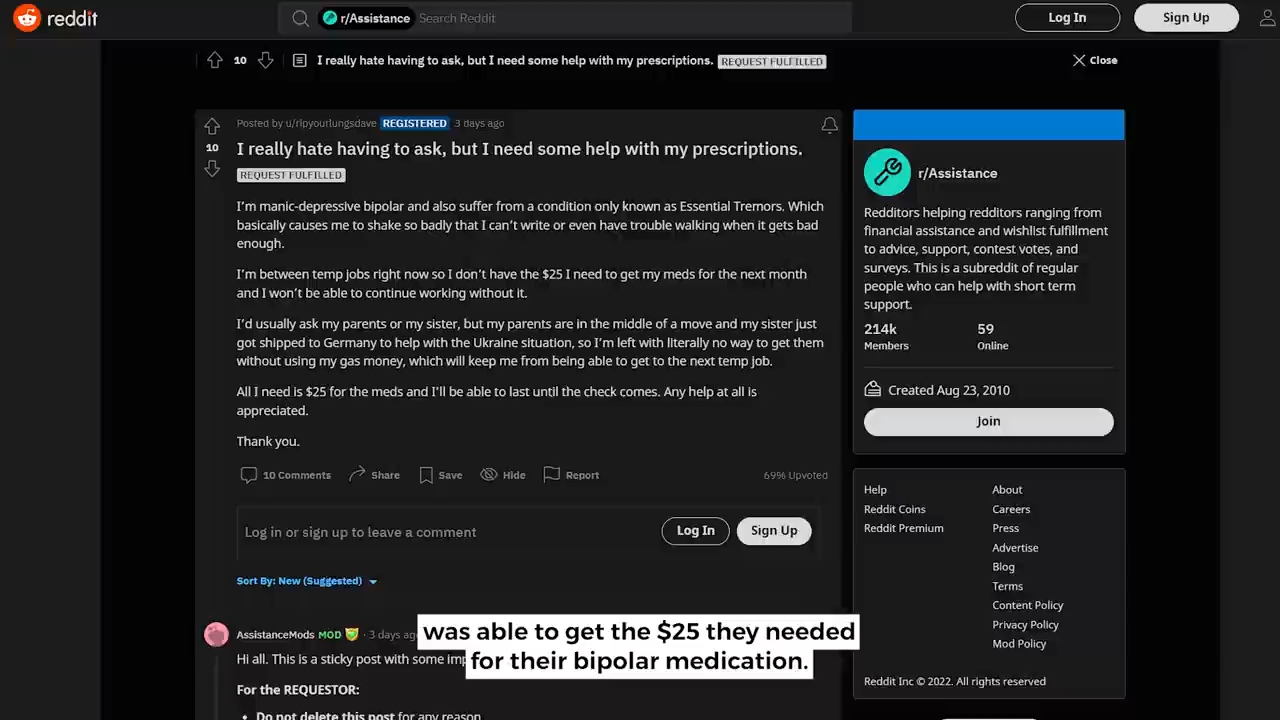 reddit
r/Assistance
Search Reddit
Log In
Sign Up
10
I really hate having to ask, but I need some help with my prescriptions.
REQUEST FULFILLED
Close
Posted by u/ripyourlungsdave REGISTERED 3 days ago
10
I really hate having to ask, but I need some help with my prescriptions.
REQUEST FULFILLED
I'm manic-depressive bipolar and also suffer from a condition only known as Essential Tremors. Which
basically causes me to shake so badly that I can't write or even have trouble walking when it gets bad
enough.
I'm between temp jobs right now so I don't have the $25 I need to get my meds for the next month
and I won't be able to continue working without it.
I'd usually ask my parents or my sister, but my parents are in the middle of a move and my sister just
got shipped to Germany to help with the Ukraine situation, so I'm left with literally no way to get them
without using my gas money, which will keep me from being able to get to the next temp job.
All I need is $25 for the meds and I'll be able to last until the check comes. Any help at all is
appreciated.
Thank you.
10 Comments
Share
Save
Hide
Report
69% Upvoted
Log in or sign up to leave a comment
Log In
Sign Up
Sort By: New (Suggested)
AssistanceMods MOD · 3 days
Hi all. This is a sticky post with some
For the REQUESTOR:
• Do not delete this post for any reason
r/Assistance
Redditors helping redditors ranging from
financial assistance and wishlist fulfillment
to advice, support, contest votes, and
surveys. This is a subreddit of regular
people who can help with short term
support.
214k
59
Members
Online
Created Aug 23, 2010
Join
Help
About
Reddit Coins
Careers
Reddit Premium
Press
Advertise
Blog
Terms
Content Policy
Privacy Policy
Mod Policy
Reddit Inc © 2022. All rights reserved
was able to get the $25 they needed
for their bipolar medication.